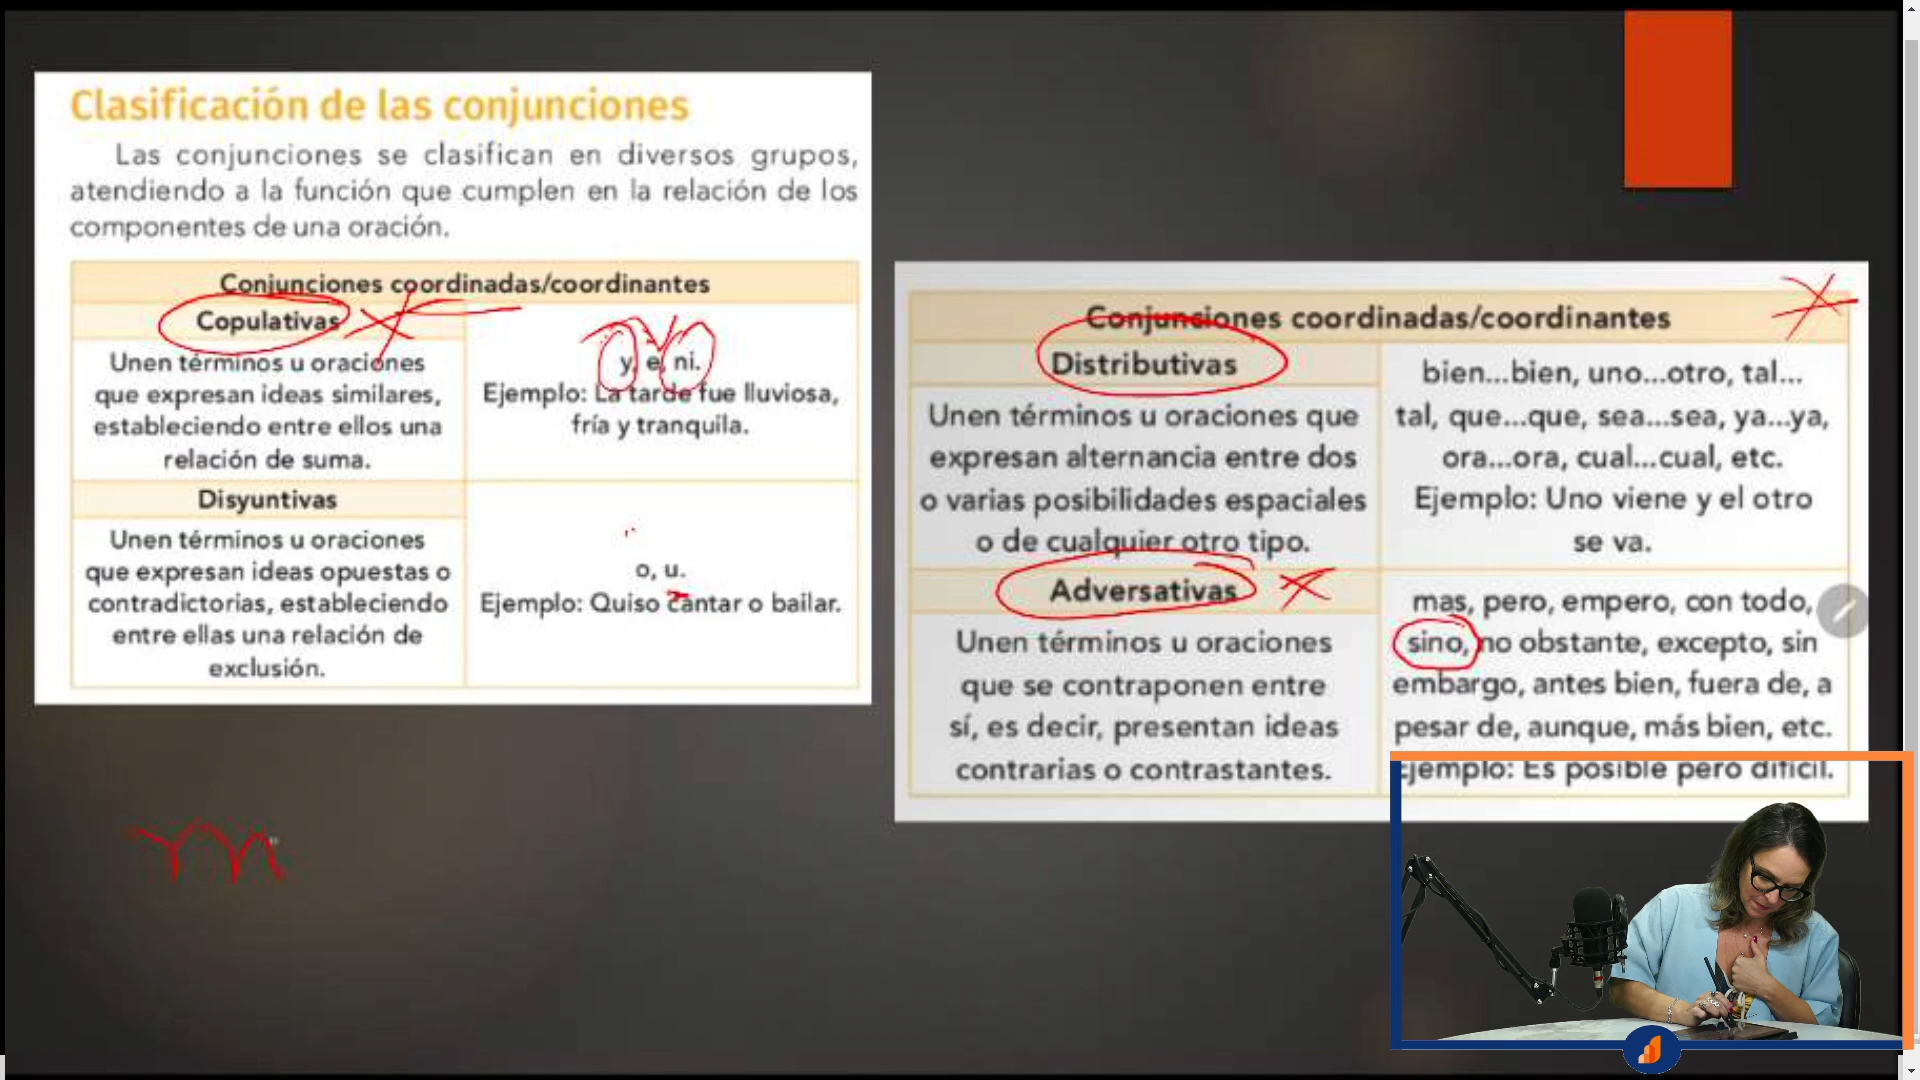 Clasificación de las conjunciones
Las conjunciones se clasifican en diversos grupos,
atendiendo a la función que cumplen en la relación de los
componentes de una oración.
Conjunciones coordinadas/coordinantes
Copulativas
Unen términos u oraciones
que expresan ideas similares,
estableciendo entre ellos una
relación de suma.
y, e, ni.
Ejemplo: La tarde fue lluviosa,
fría y tranquila.
Disyuntivas
Unen términos u oraciones
que expresan ideas opuestas o
contradictorias, estableciendo
entre ellas una relación de
exclusión.
o, u.
Ejemplo: Quiso cantar o bailar.
Conjunciones coordinadas/coordinantes
Distributivas
Unen términos u oraciones que
expresan alternancia entre dos
o varias posibilidades espaciales
o de cualquier otro tipo.
bien...bien, uno...otro, tal...
tal, que...que, sea...sea, ya...ya,
ora...ora, cual...cual, etc.
Ejemplo: Uno viene y el otro
se va.
Adversativas
Unen términos u oraciones
que se contraponen entre
sí, es decir, presentan ideas
contrarias o contrastantes.
mas, pero, empero, con todo,
sino, no obstante, excepto, sin
embargo, antes bien, fuera de, a
pesar de, aunque, más bien, etc.
Ejemplo: Es posible pero difícil.